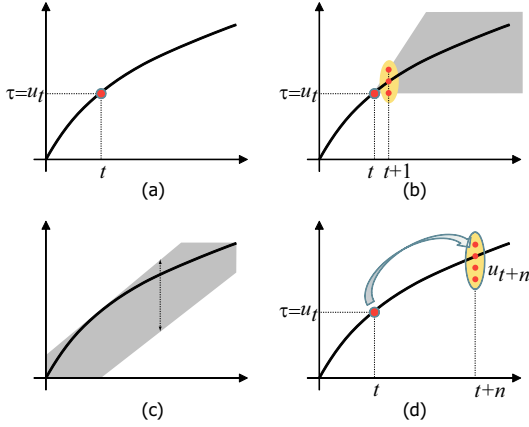 τ=u_t
t
(a)
τ=u_t
t
t+1
(b)
(c)
τ=u_t
u_{t+n}
t
t+n
(d)